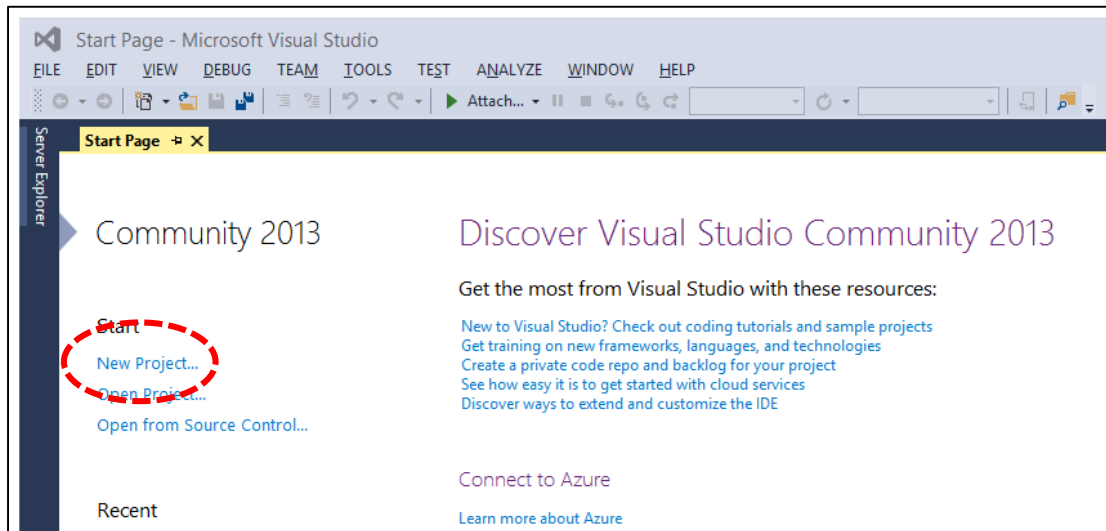 Start Page - Microsoft Visual Studio
FILE EDIT VIEW DEBUG TEAM TOOLS TEST ANALYZE WINDOW HELP
Attach...
Server Explorer
Start Page
Community 2013
Start
New Project...
Open Project...
Open from Source Control...
Recent
Discover Visual Studio Community 2013
Get the most from Visual Studio with these resources:
New to Visual Studio? Check out coding tutorials and sample projects
Get training on new frameworks, languages, and technologies
Create a private code repo and backlog for your project
See how easy it is to get started with cloud services
Discover ways to extend and customize the IDE
Connect to Azure
Learn more about Azure